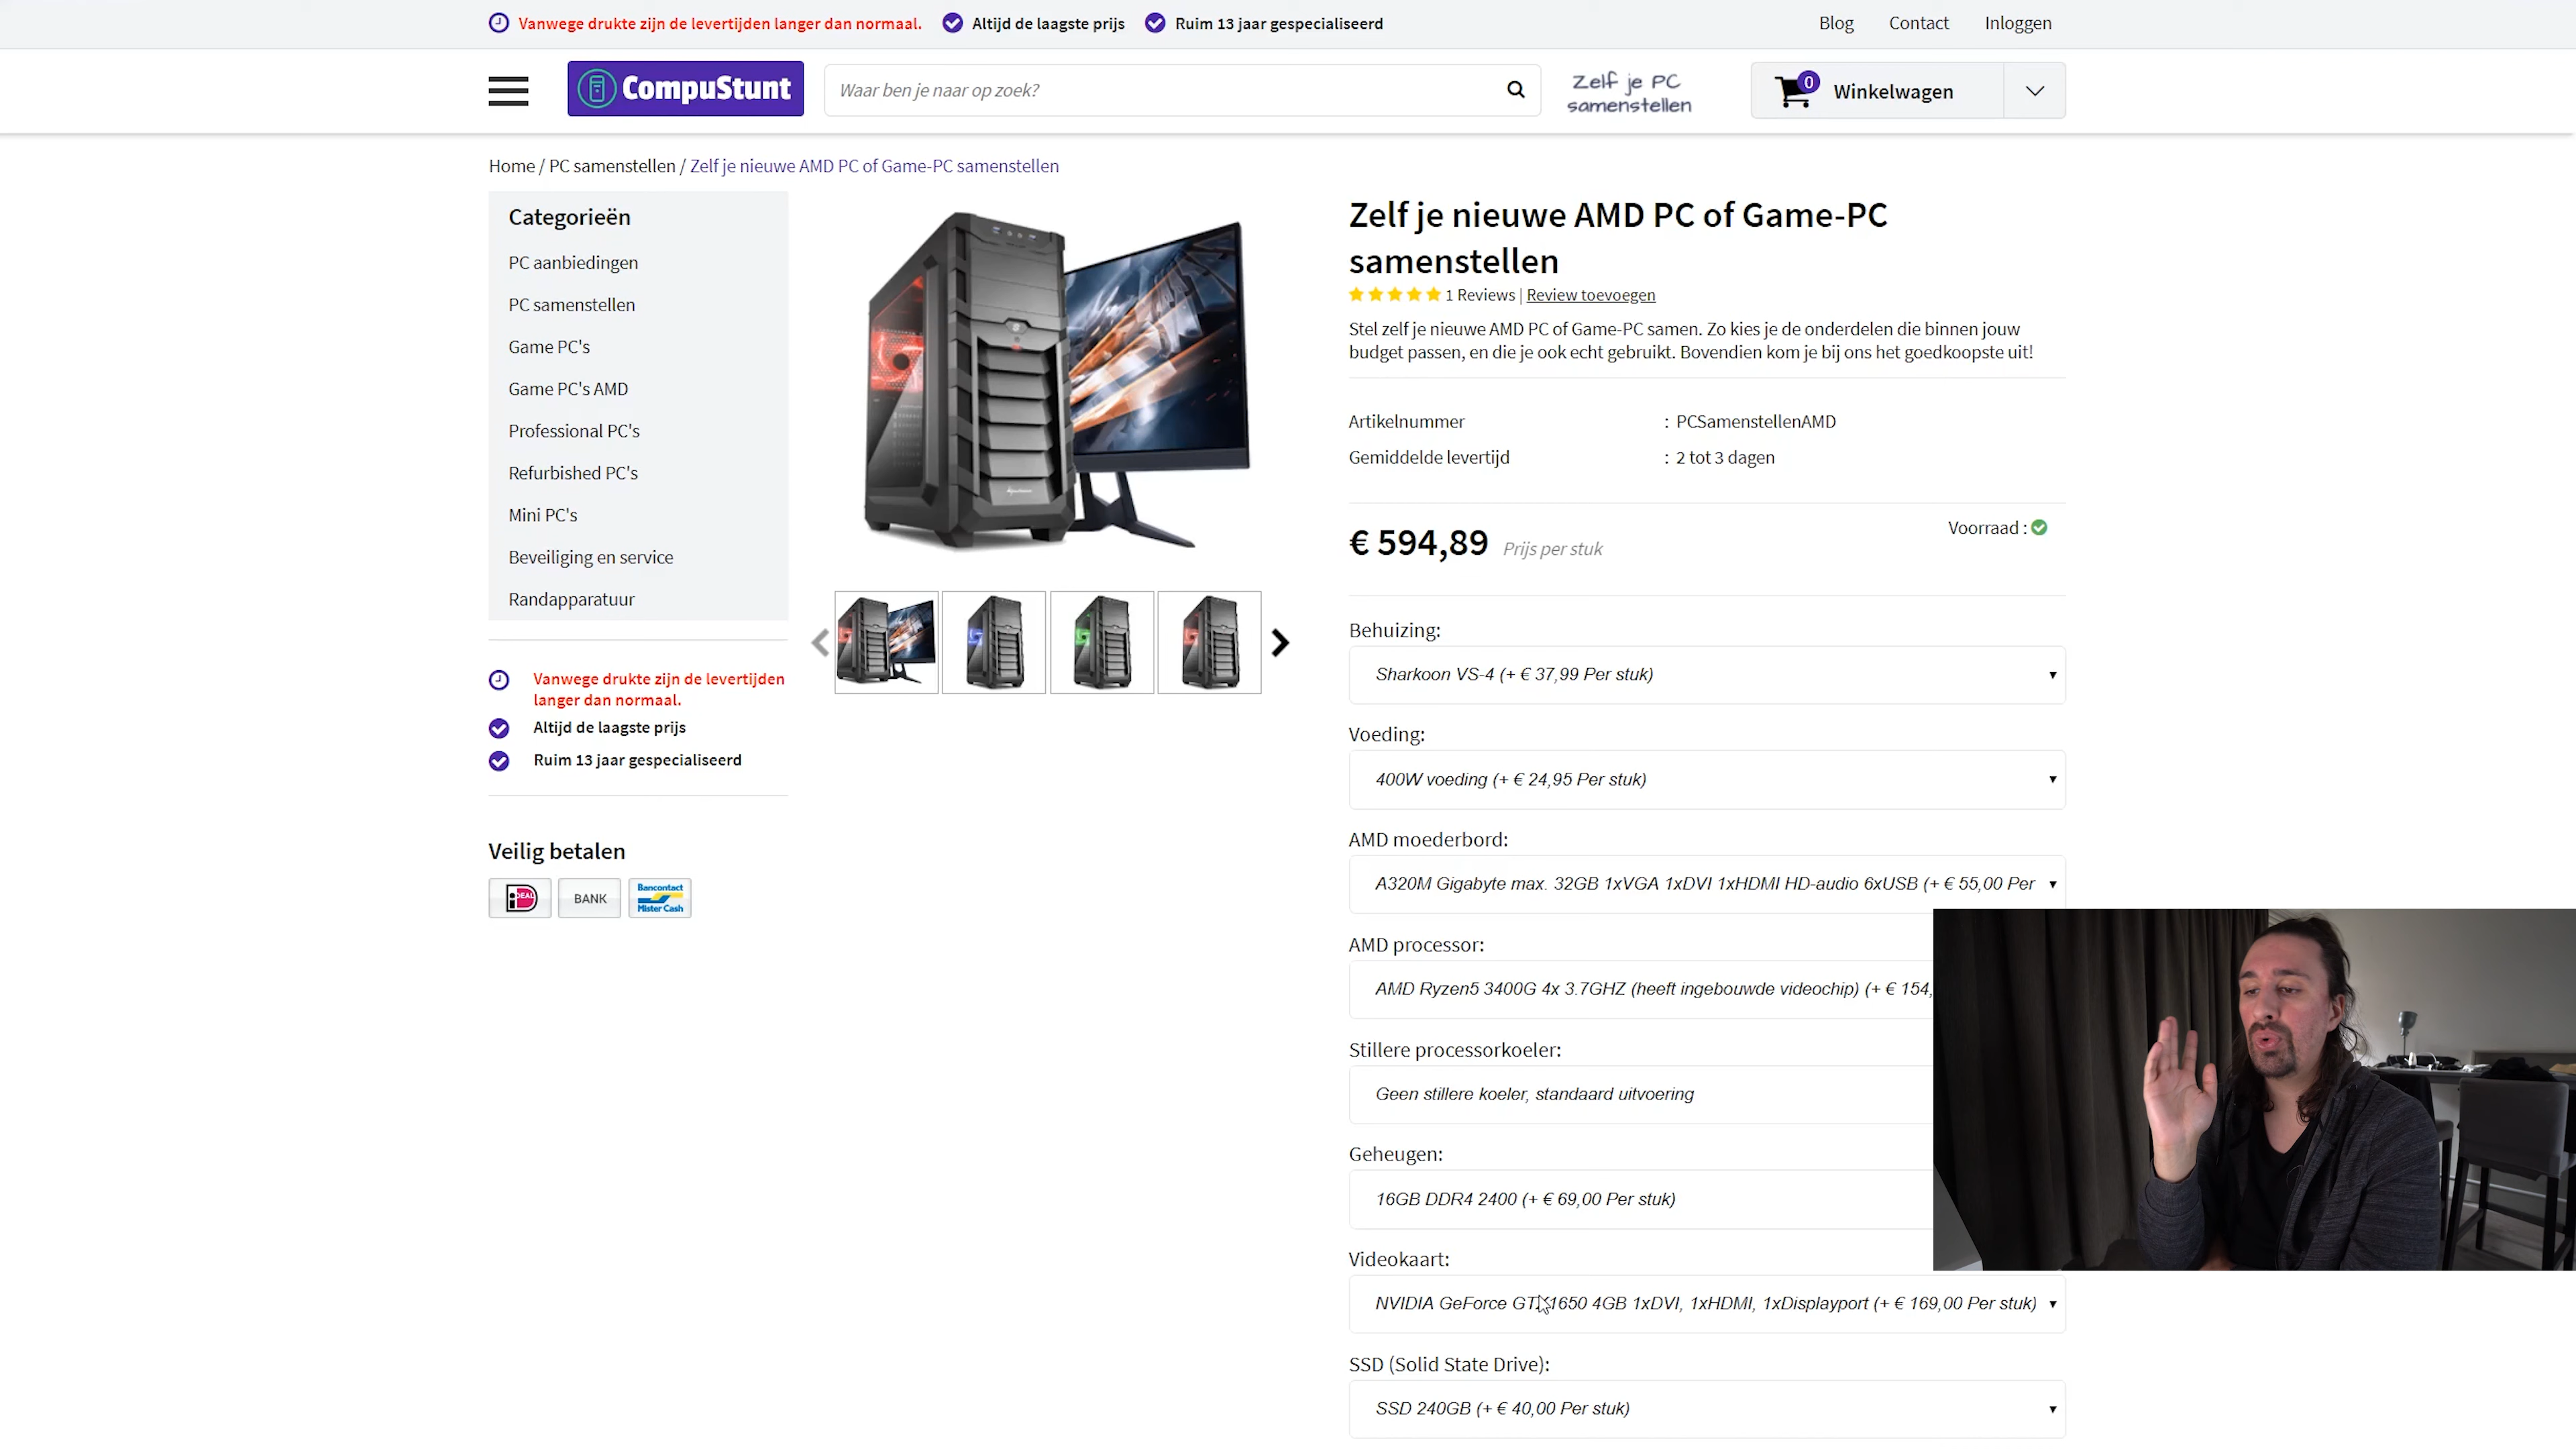 Vanwege drukte zijn de levertijden langer dan normaal. Altijd de laagste prijs Ruim 13 jaar gespecialiseerd Blog Contact Inloggen
CompuStunt
Waar ben je naar op zoek?
Zelf je PC
samenstellen
0
Winkelwagen
Home / PC samenstellen / Zelf je nieuwe AMD PC of Game-PC samenstellen
Categorieën
PC aanbiedingen
PC samenstellen
Game PC's
Game PC's AMD
Professional PC's
Refurbished PC's
Mini PC's
Beveiliging en service
Randapparatuur
Vanwege drukte zijn de levertijden
langer dan normaal.
Altijd de laagste prijs
Ruim 13 jaar gespecialiseerd
Veilig betalen
iDEAL
BANK
Bancontact
Mister Cash
Zelf je nieuwe AMD PC of Game-PC
samenstellen
1 Reviews | Review toevoegen
Stel zelf je nieuwe AMD PC of Game-PC samen. Zo kies je de onderdelen die binnen jouw
budget passen, en die je ook echt gebruikt. Bovendien kom je bij ons het goedkoopste uit!
Artikelnummer : PCSamenstellenAMD
Gemiddelde levertijd : 2 tot 3 dagen
€ 594,89 Prijs per stuk
Voorraad :
Behuizing:
Sharkoon VS-4 (+ € 37,99 Per stuk)
Voeding:
400W voeding (+ € 24,95 Per stuk)
AMD moederbord:
A320M Gigabyte max. 32GB 1xVGA 1xDVI 1xHDMI HD-audio 6xUSB (+ € 55,00 Per
AMD processor:
AMD Ryzen5 3400G 4x 3.7GHZ (heeft ingebouwde videochip) (+ € 154,
Stillere processorkoeler:
Geen stillere koeler, standaard uitvoering
Geheugen:
16GB DDR4 2400 (+ € 69,00 Per stuk)
Videokaart:
NVIDIA GeForce GTX 1650 4GB 1xDVI, 1xHDMI, 1xDisplayport (+ € 169,00 Per stuk)
SSD (Solid State Drive):
SSD 240GB (+ € 40,00 Per stuk)